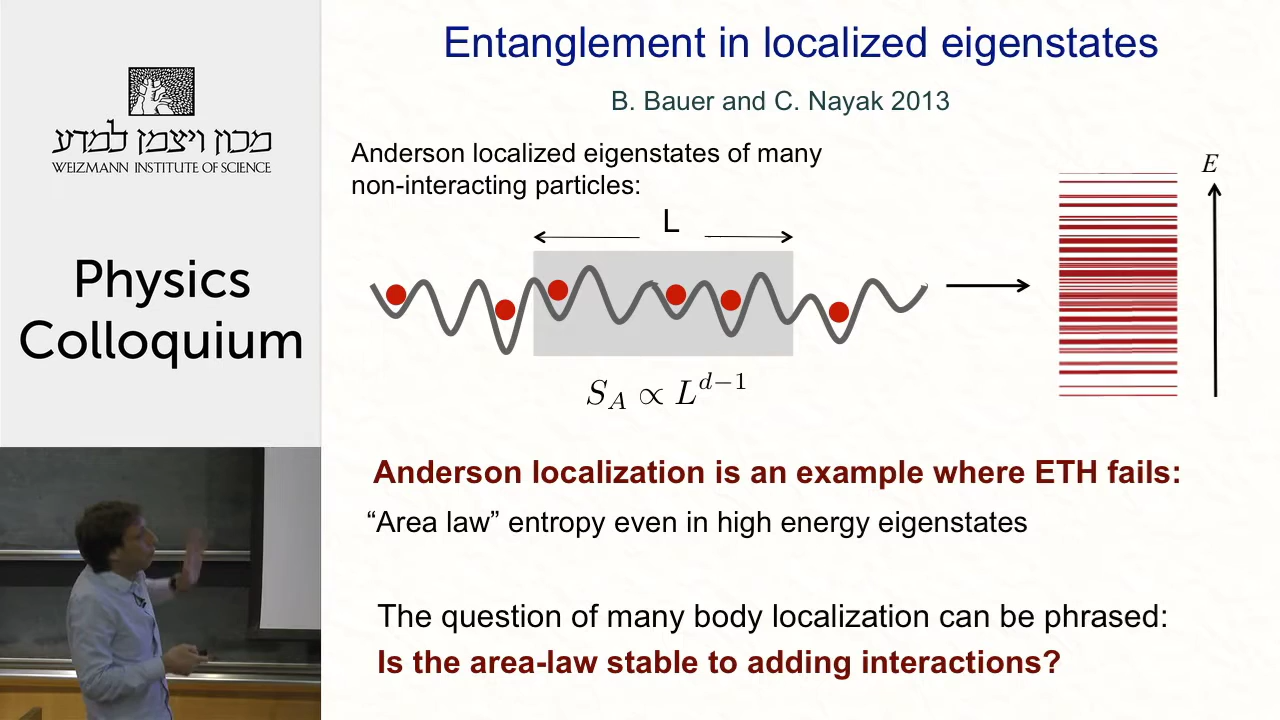 מכון ויצמן למדע
WEIZMANN INSTITUTE OF SCIENCE
Physics
Colloquium
Entanglement in localized eigenstates
B. Bauer and C. Nayak 2013
Anderson localized eigenstates of many
non-interacting particles:
L
E
S_A ∝ L^{d−1}
Anderson localization is an example where ETH fails:
“Area law” entropy even in high energy eigenstates
The question of many body localization can be phrased:
Is the area-law stable to adding interactions?